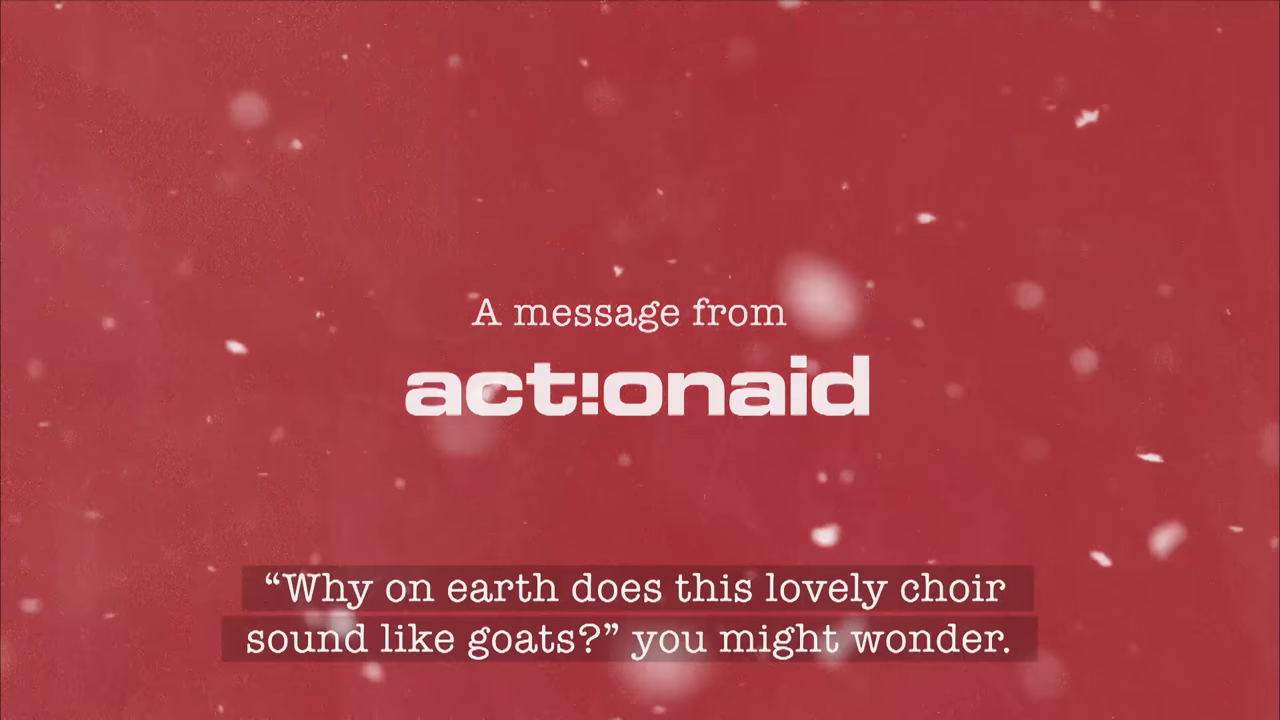 A message from
act!onaid
“Why on earth does this lovely choir
sound like goats?” you might wonder.